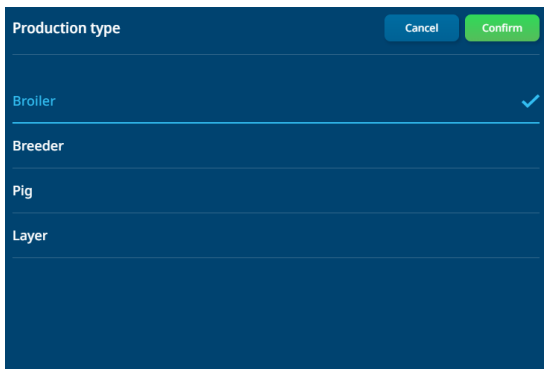 Production type Cancel Confirm
Broiler
Breeder
Pig
Layer